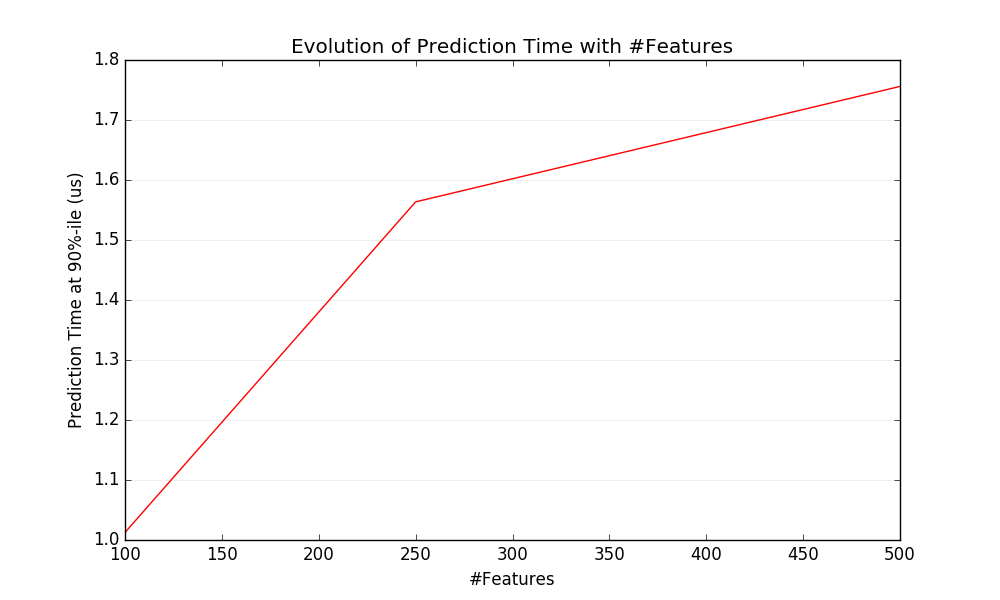 Evolution of Prediction Time with #Features
Prediction Time at 90%-ile (us)
1.8
1.7
1.6
1.5
1.4
1.3
1.2
1.1
1.0
100 150 200 250 300 350 400 450 500
#Features